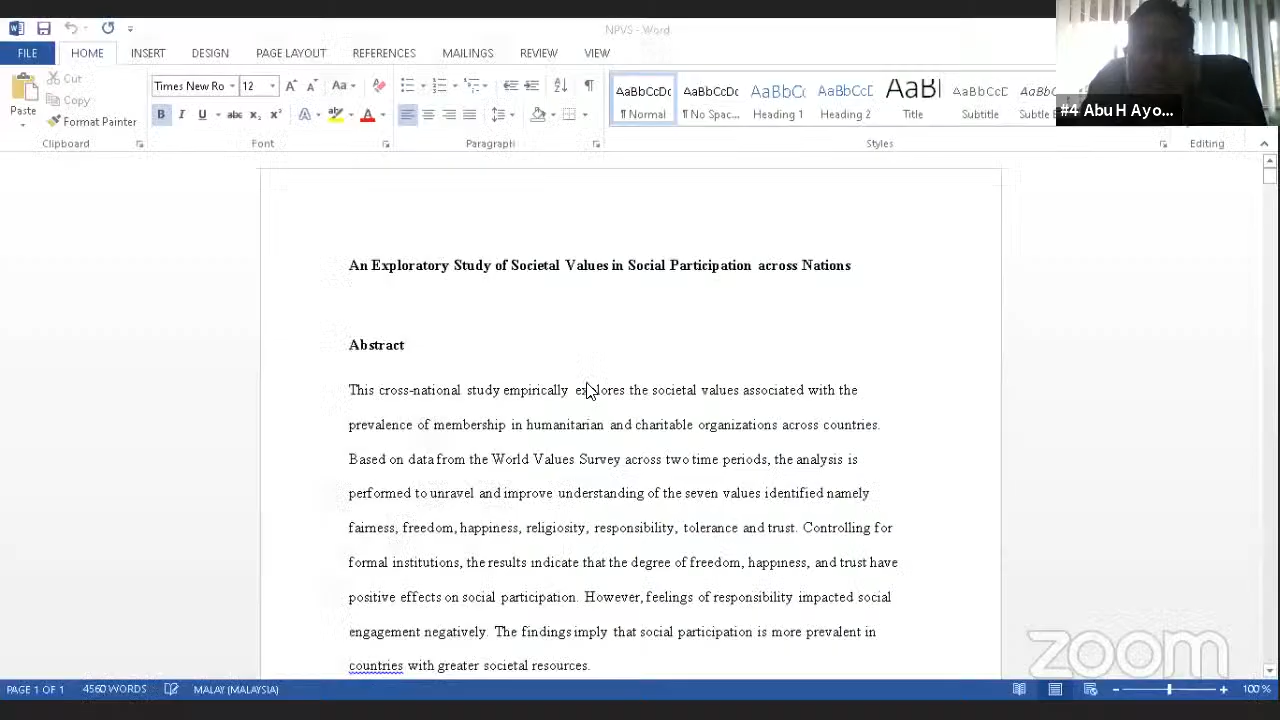 NPVS - Word
FILE HOME INSERT DESIGN PAGE LAYOUT REFERENCES MAILINGS REVIEW VIEW
#4 Abu H Ayo...
Paste
Cut
Copy
Format Painter
Clipboard
Times New Ro 12
Font
Paragraph
AaBbCcDc AaBbCcDc AaBbC AaBbCcD AaBl AaBbCcD
¶ Normal ¶ No Spac... Heading 1 Heading 2 Title Subtitle Subtle
Styles
Editing
An Exploratory Study of Societal Values in Social Participation across Nations
Abstract
This cross-national study empirically explores the societal values associated with the
prevalence of membership in humanitarian and charitable organizations across countries.
Based on data from the World Values Survey across two time periods, the analysis is
performed to unravel and improve understanding of the seven values identified namely
fairness, freedom, happiness, religiosity, responsibility, tolerance and trust. Controlling for
formal institutions, the results indicate that the degree of freedom, happiness, and trust have
positive effects on social participation. However, feelings of responsibility impacted social
engagement negatively. The findings imply that social participation is more prevalent in
countries with greater societal resources.
zoom
PAGE 1 OF 1 4560 WORDS MALAY (MALAYSIA) 100 %